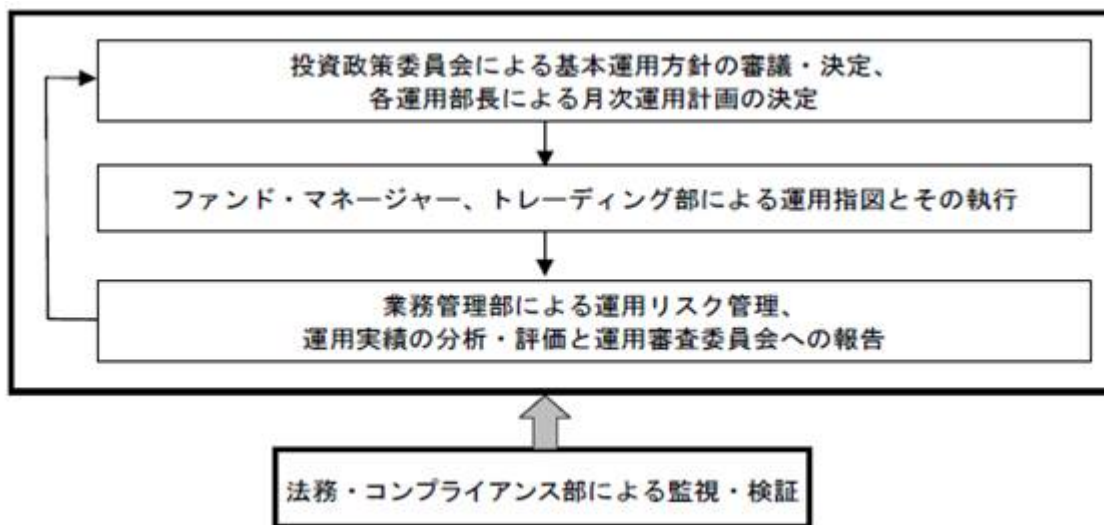 投資政策委員会による基本運用方針の審議・決定、
各運用部長による月次運用計画の決定
ファンド・マネージャー、トレーディング部による運用指図とその執行
業務管理部による運用リスク管理、
運用実績の分析・評価と運用審査委員会への報告
法務・コンプライアンス部による監視・検証